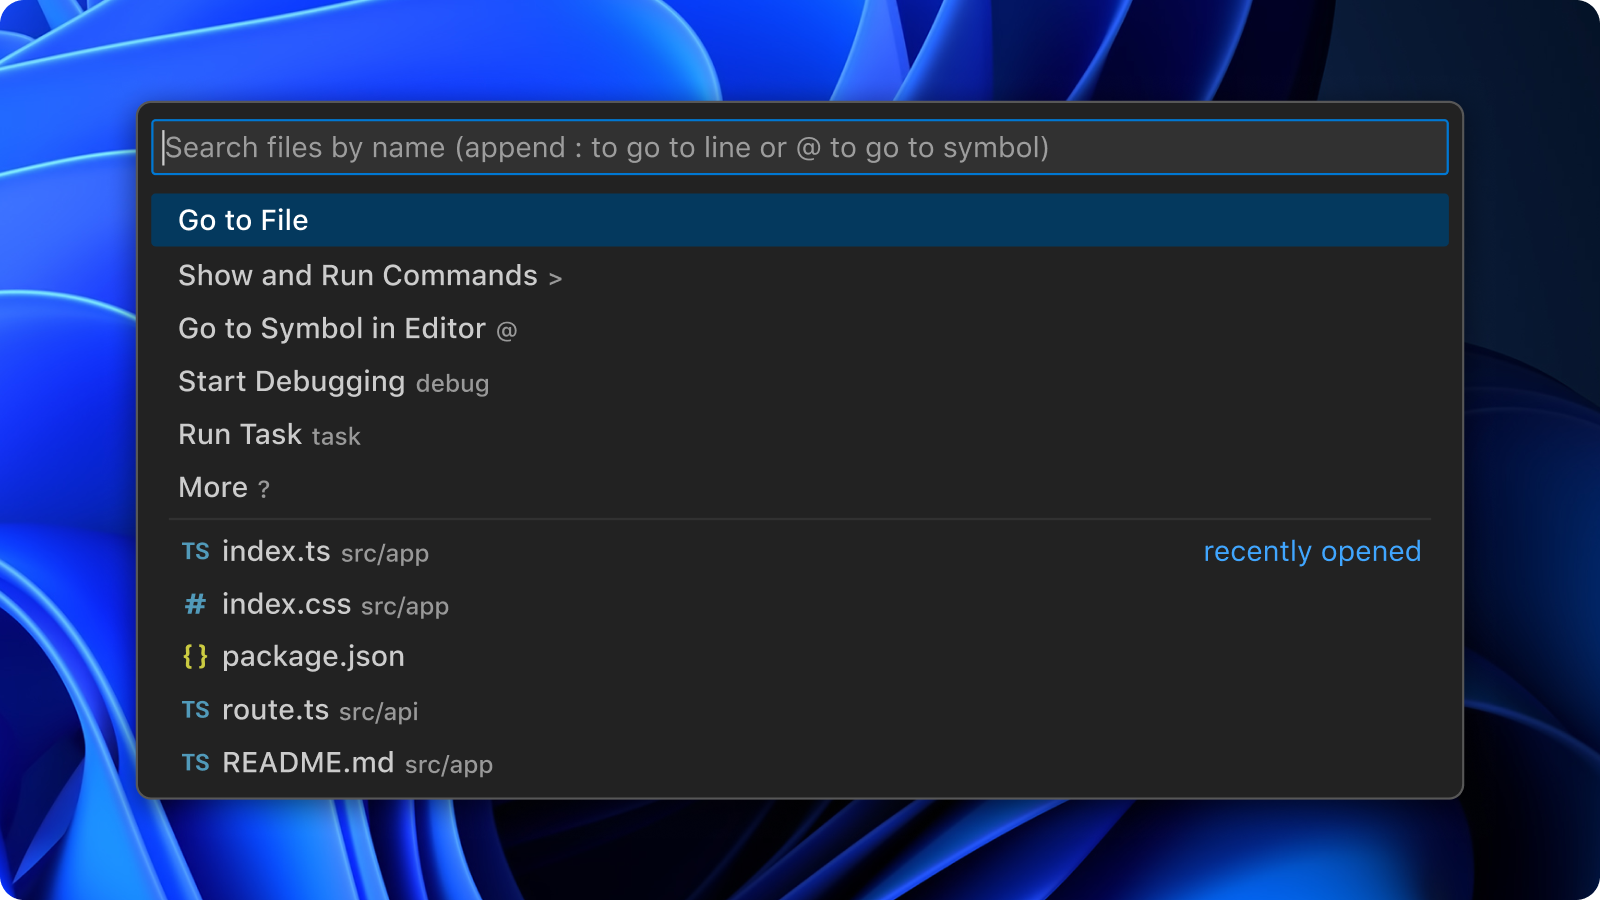 Search files by name (append : to go to line or @ to go to symbol)
Go to File
Show and Run Commands >
Go to Symbol in Editor @
Start Debugging debug
Run Task task
More ?
TS index.ts src/app recently opened
# index.css src/app
{} package.json
TS route.ts src/api
TS README.md src/app